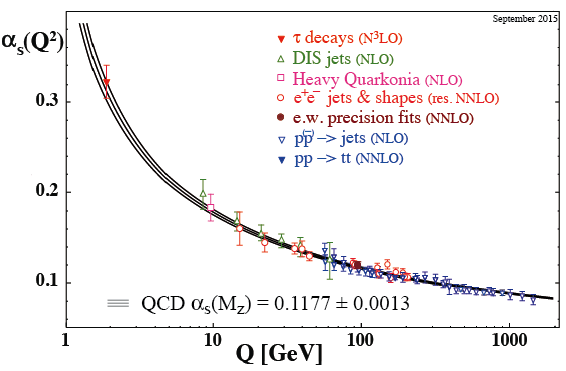 September 2015
αs(Q²)
τ decays (N³LO)
DIS jets (NLO)
Heavy Quarkonia (NLO)
e⁺e⁻ jets & shapes (res. NNLO)
e.w. precision fits (NNLO)
pp(–) –> jets (NLO)
pp –> tt (NNLO)
0.3
0.2
0.1
QCD αs(Mz) = 0.1177 ± 0.0013
1 10 100 1000
Q [GeV]